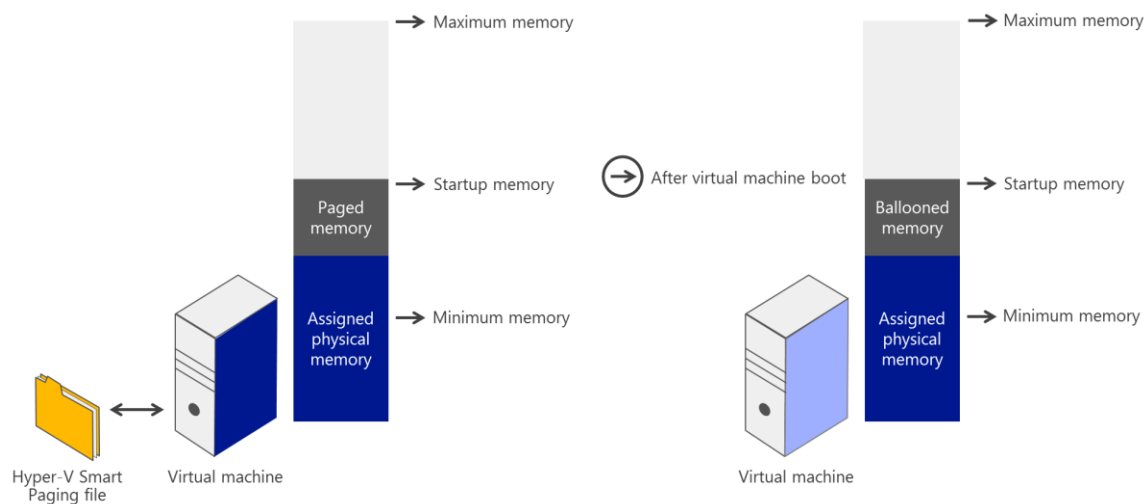 Maximum memory
Startup memory
Paged
memory
Minimum memory
Assigned
physical
memory
Hyper-V Smart
Paging file
Virtual machine
After virtual machine boot
Maximum memory
Startup memory
Ballooned
memory
Minimum memory
Assigned
physical
memory
Virtual machine